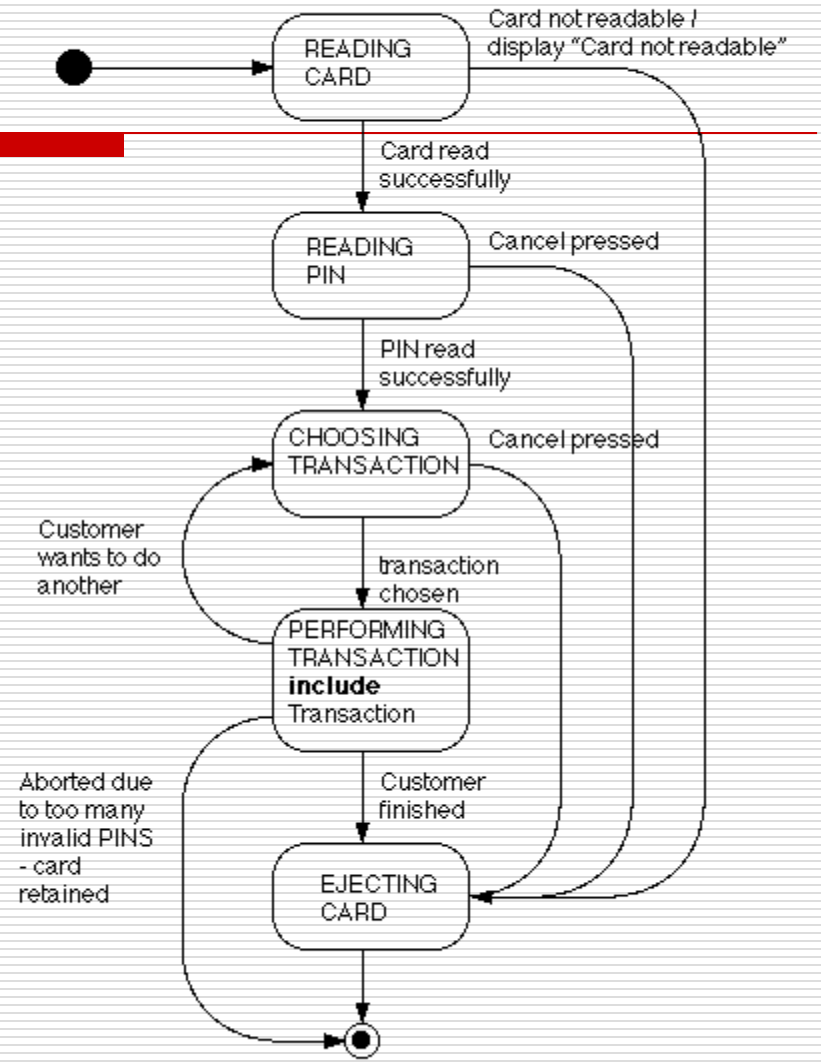 Card not readable /
display "Card not readable"
READING
CARD
Card read
successfully
READING
PIN
Cancel pressed
PIN read
successfully
CHOOSING
TRANSACTION
Cancel pressed
Customer
wants to do
another
transaction
chosen
PERFORMING
TRANSACTION
include
Transaction
Aborted due
to too many
invalid PINS
- card
retained
Customer
finished
EJECTING
CARD